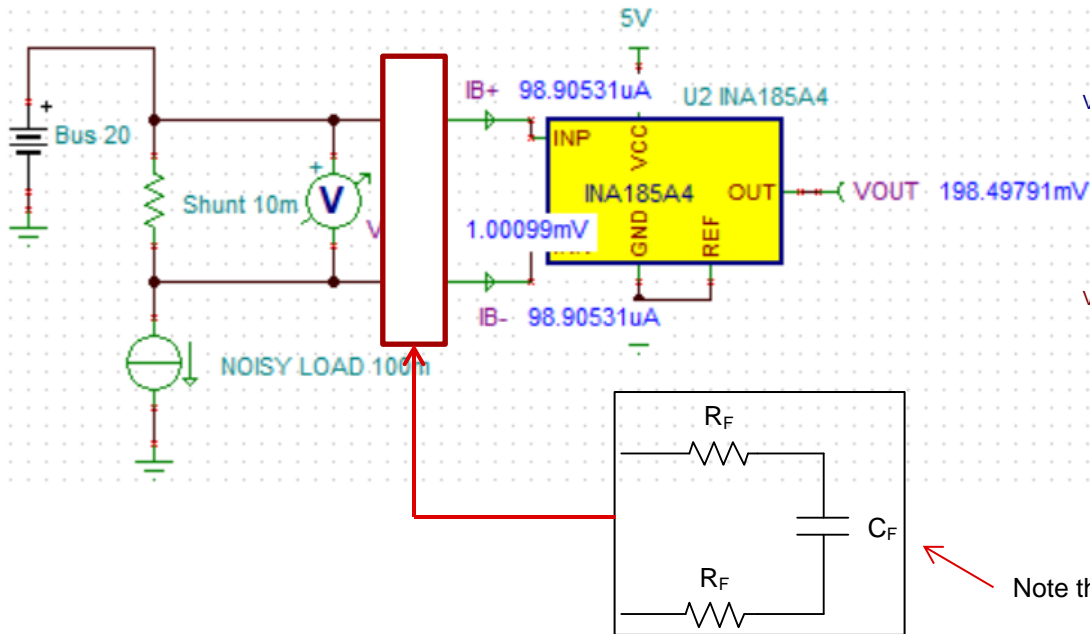 5V
IB+ 98.90531uA
U2 INA185A4
Bus 20
INP
VCC
INA185A4
OUT
VOUT 198.49791mV
Shunt 10m
V
V
1.00099mV
GND
REF
IB- 98.90531uA
NOISY LOAD 100m
RF
CF
RF
Note th
V
V